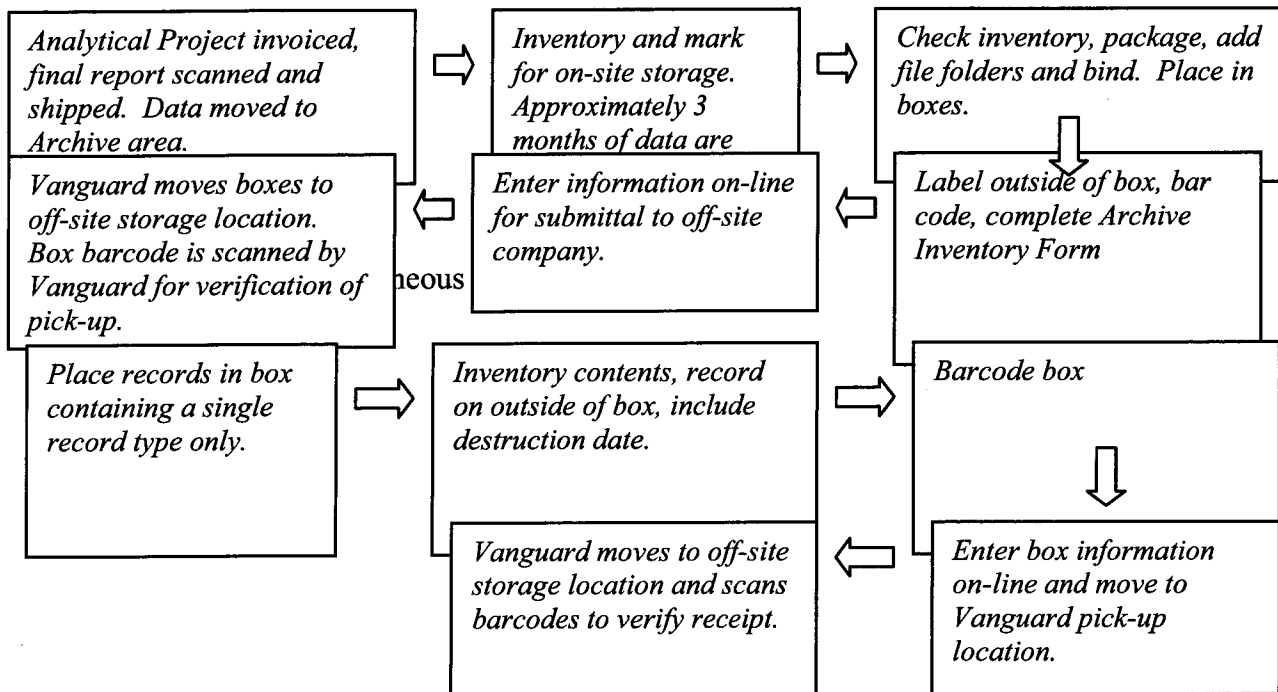 Analytical Project invoiced,
final report scanned and
shipped. Data moved to
Archive area.
Inventory and mark
for on-site storage.
Approximately 3
months of data are
Check inventory, package, add
file folders and bind. Place in
boxes.
Label outside of box, bar
code, complete Archive
Inventory Form
Enter information on-line
for submittal to off-site
company.
Vanguard moves boxes to
off-site storage location.
Box barcode is scanned by
Vanguard for verification of
pick-up.
neous
Place records in box
containing a single
record type only.
Inventory contents, record
on outside of box, include
destruction date.
Barcode box
Enter box information
on-line and move to
Vanguard pick-up
location.
Vanguard moves to off-site
storage location and scans
barcodes to verify receipt.